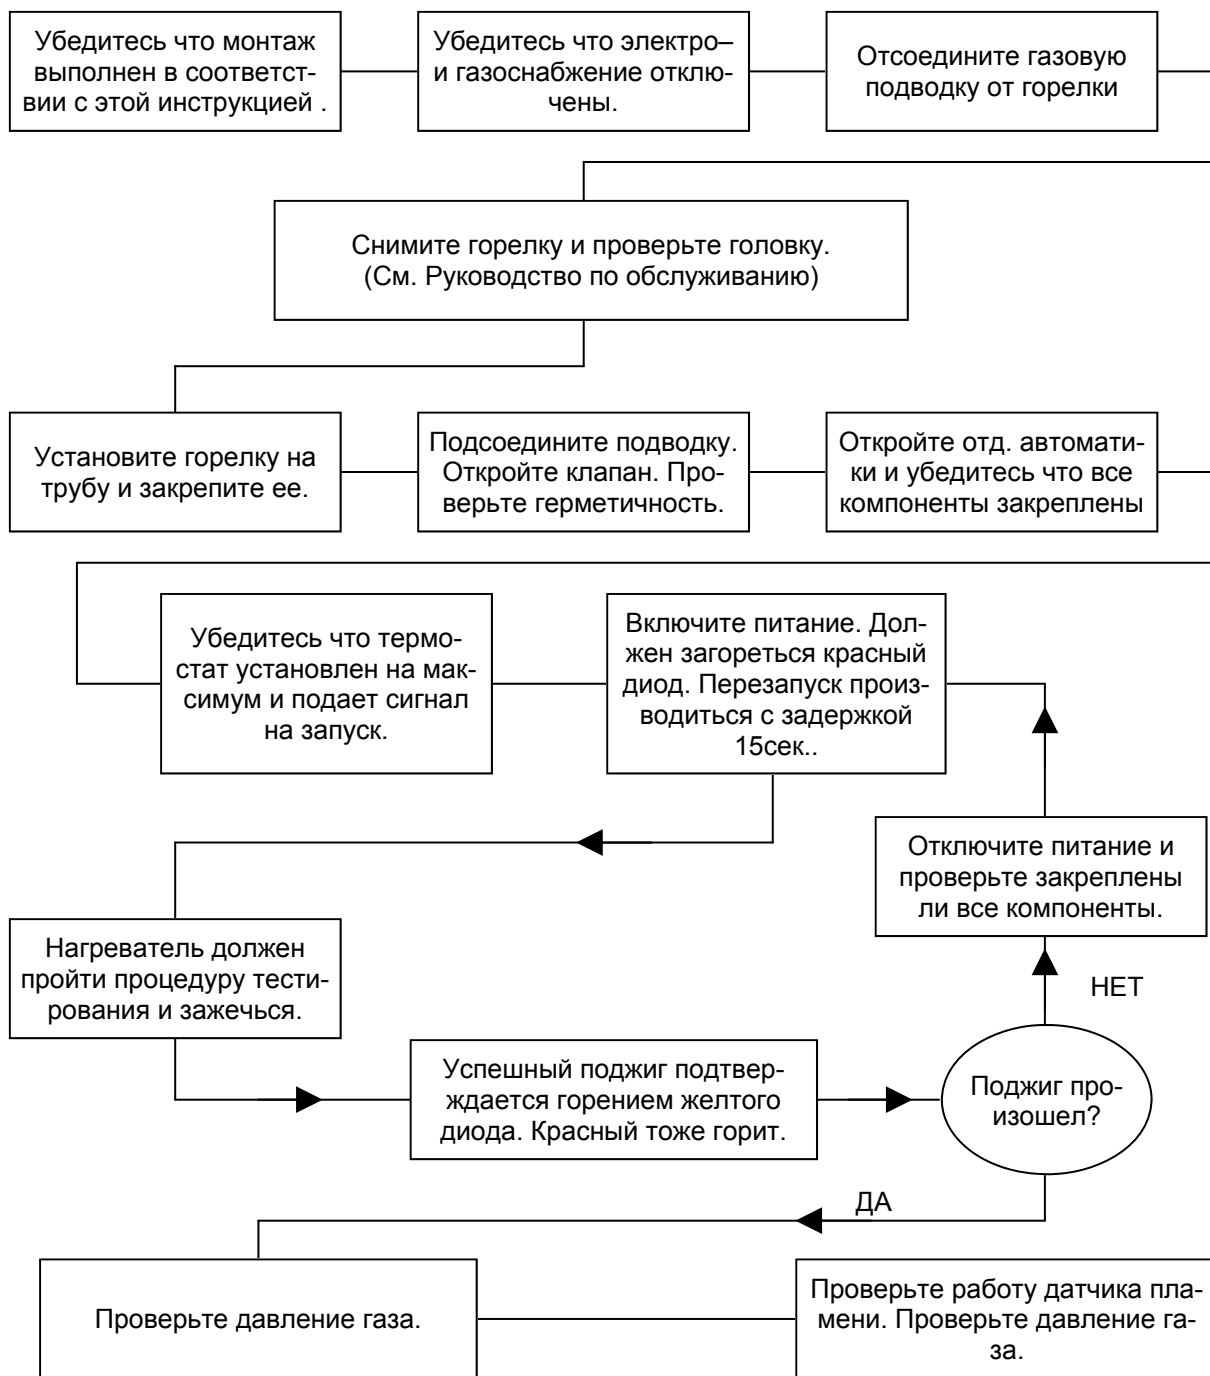 Убедитесь что монтаж
выполнен в соответст-
вии с этой инструкцией .
Убедитесь что электро–
и газоснабжение отклю-
чены.
Отсоедините газовую
подводку от горелки
Снимите горелку и проверьте головку.
(См. Руководство по обслуживанию)
Установите горелку на
трубу и закрепите ее.
Подсоедините подводку.
Откройте клапан. Про-
верьте герметичность.
Откройте отд. автомати-
ки и убедитесь что все
компоненты закреплены
Убедитесь что термо-
стат установлен на мак-
симум и подает сигнал
на запуск.
Включите питание. Дол-
жен загореться красный
диод. Перезапуск произ-
водиться с задержкой
15сек..
Отключите питание и
проверьте закреплены
ли все компоненты.
Нагреватель должен
пройти процедуру тести-
рования и зажечься.
НЕТ
Успешный поджиг подтвер-
ждается горением желтого
диода. Красный тоже горит.
Поджиг про-
изошел?
ДА
Проверьте давление газа.
Проверьте работу датчика пла-
мени. Проверьте давление га-
за.